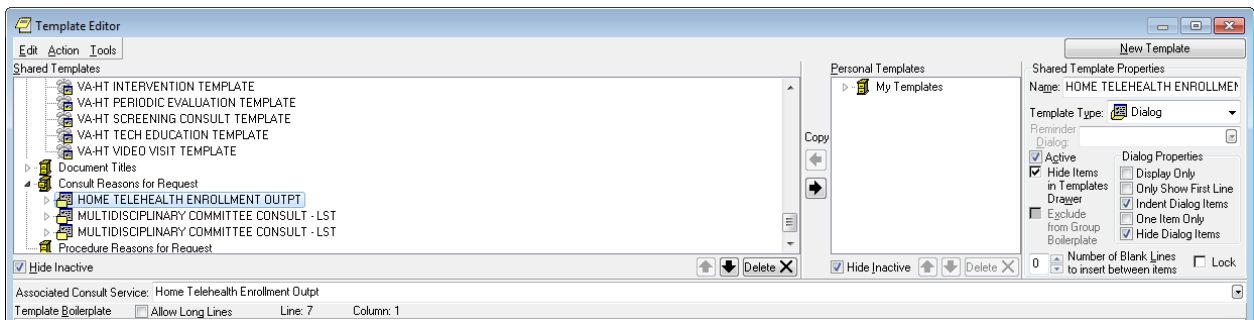 Template Editor
Edit Action Tools
New Template
Shared Templates
VA-HT INTERVENTION TEMPLATE
VA-HT PERIODIC EVALUATION TEMPLATE
VA-HT SCREENING CONSULT TEMPLATE
VA-HT TECH EDUCATION TEMPLATE
VA-HT VIDEO VISIT TEMPLATE
Document Titles
Consult Reasons for Request
HOME TELEHEALTH ENROLLMENT OUTPT
MULTIDISCIPLINARY COMMITTEE CONSULT - LST
MULTIDISCIPLINARY COMMITTEE CONSULT - LST
Procedure Reasons for Request
Hide Inactive
Delete
Copy
Personal Templates
My Templates
Hide Inactive
Delete
Shared Template Properties
Name: HOME TELEHEALTH ENROLLMEN
Template Type: Dialog
Reminder
Dialog:
Active
Hide Items
in Templates
Drawer
Exclude
from Group
Boilerplate
Dialog Properties
Display Only
Only Show First Line
Indent Dialog Items
One Item Only
Hide Dialog Items
0 Number of Blank Lines
to insert between items
Lock
Associated Consult Service: Home Telehealth Enrollment Outpt
Template Boilerplate Allow Long Lines Line: 7 Column: 1